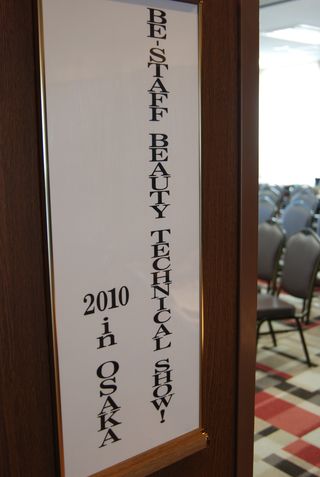 BE-STAFF BEAUTY TECHNICAL SHOW!
2010 in OSAKA